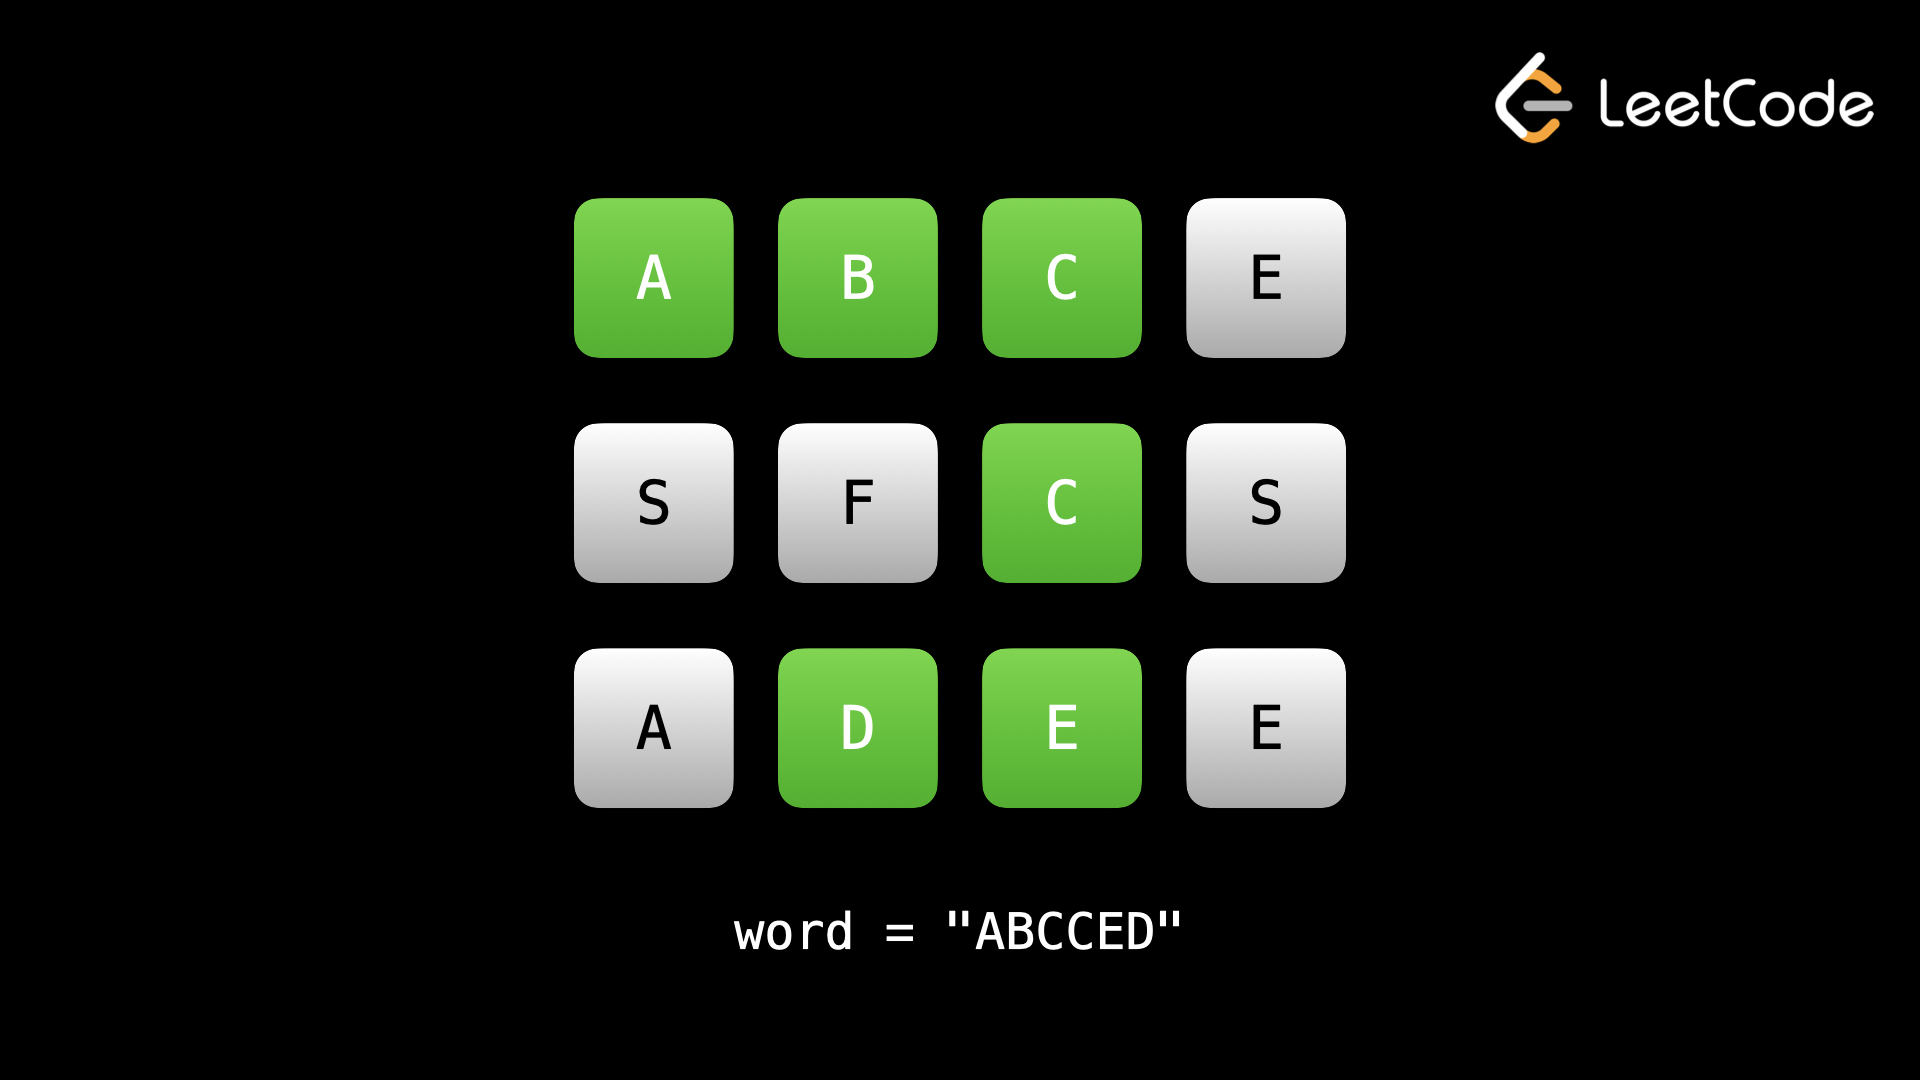 LeetCode
A B C E
S F C S
A D E E
word = "ABCCED"